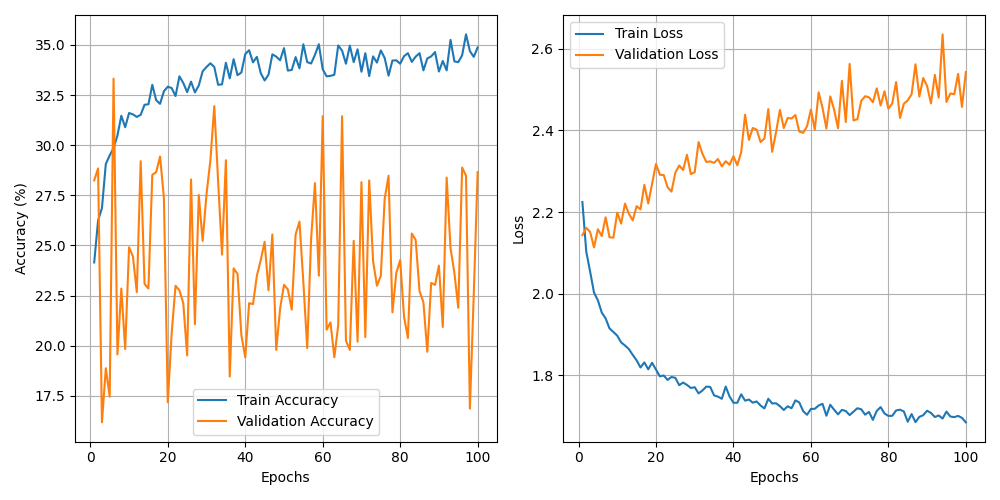 35.0
32.5
30.0
27.5
25.0
22.5
20.0
17.5
Accuracy (%)
0 20 40 60 80 100
Epochs
Train Accuracy
Validation Accuracy
2.6
2.4
2.2
2.0
1.8
Loss
0 20 40 60 80 100
Epochs
Train Loss
Validation Loss